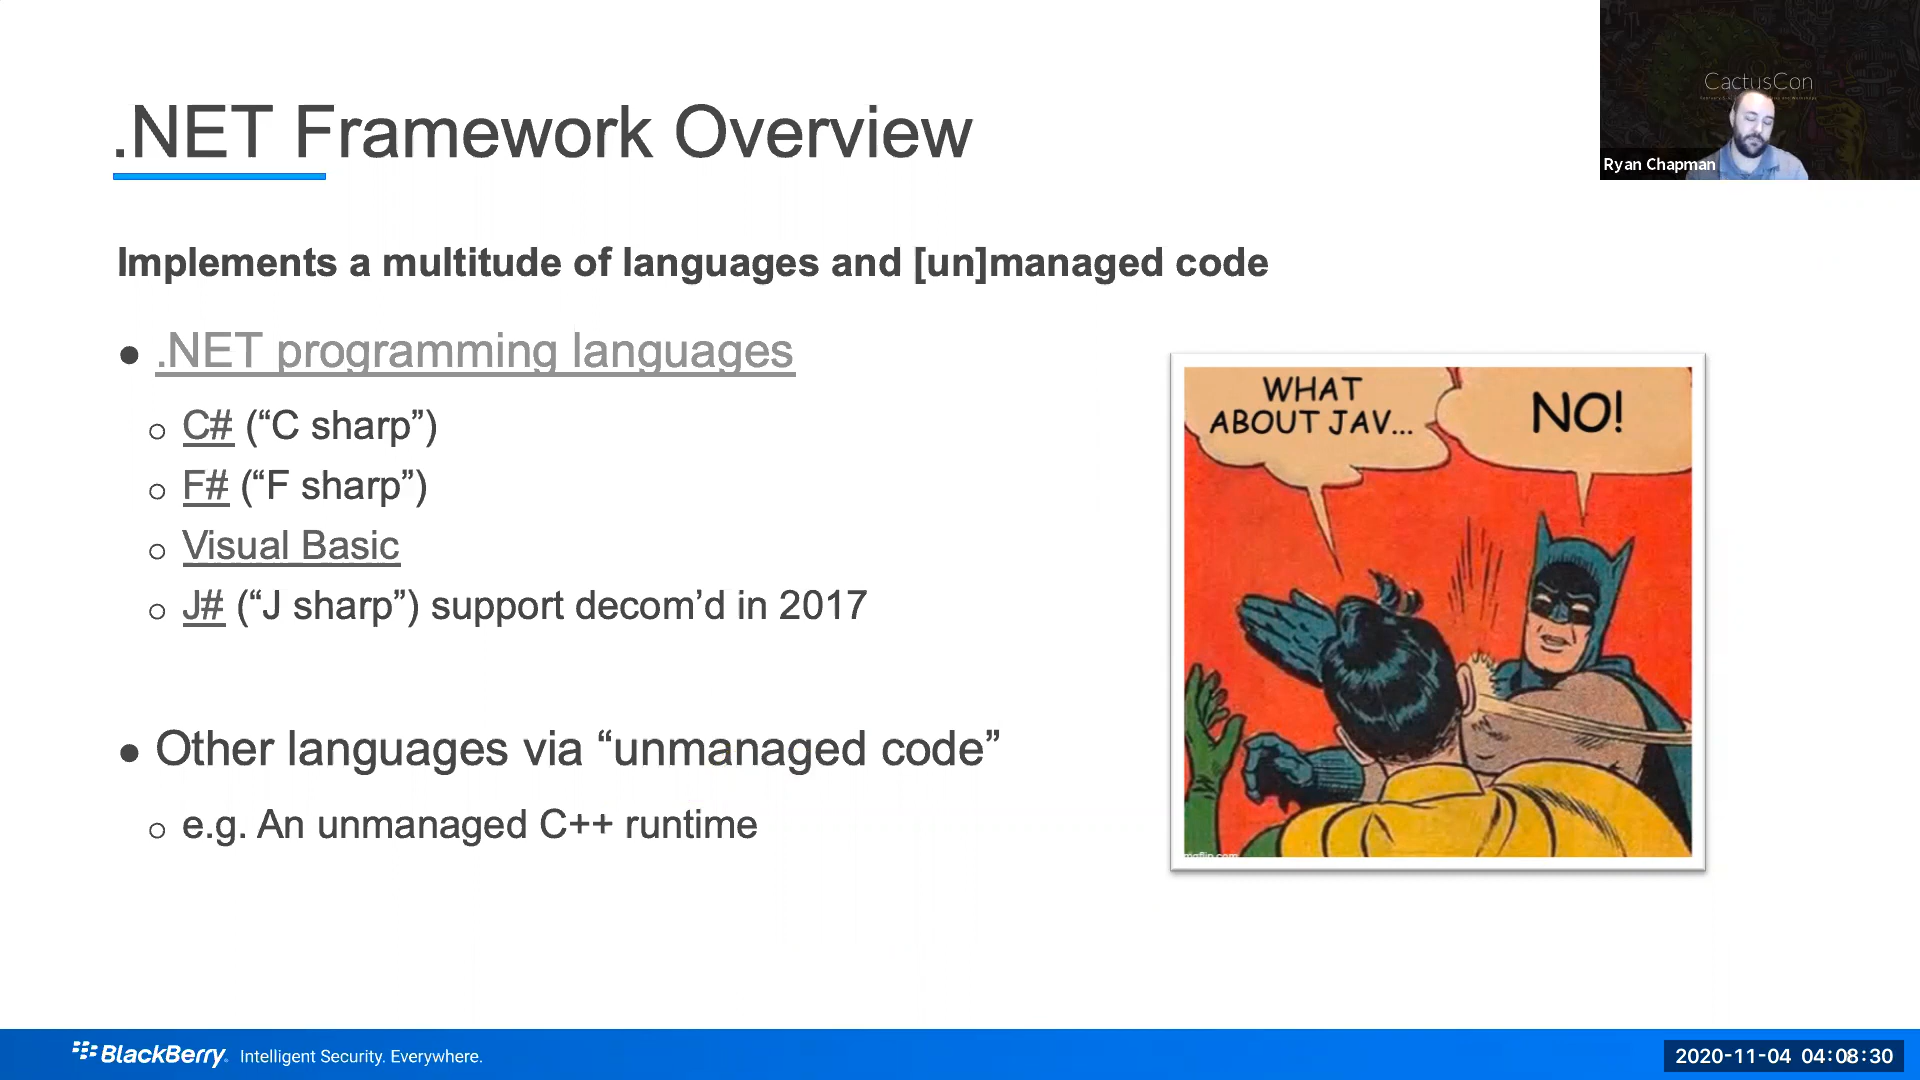 .NET Framework Overview
CactusCon
Ryan Chapman
Implements a multitude of languages and [un]managed code
● .NET programming languages
○ C# (“C sharp”)
○ F# (“F sharp”)
○ Visual Basic
○ J# (“J sharp”) support decom’d in 2017
● Other languages via “unmanaged code”
○ e.g. An unmanaged C++ runtime
WHAT
ABOUT JAV...
NO!
imgflip.com
BlackBerry. Intelligent Security. Everywhere.
2020-11-04 04:08:30